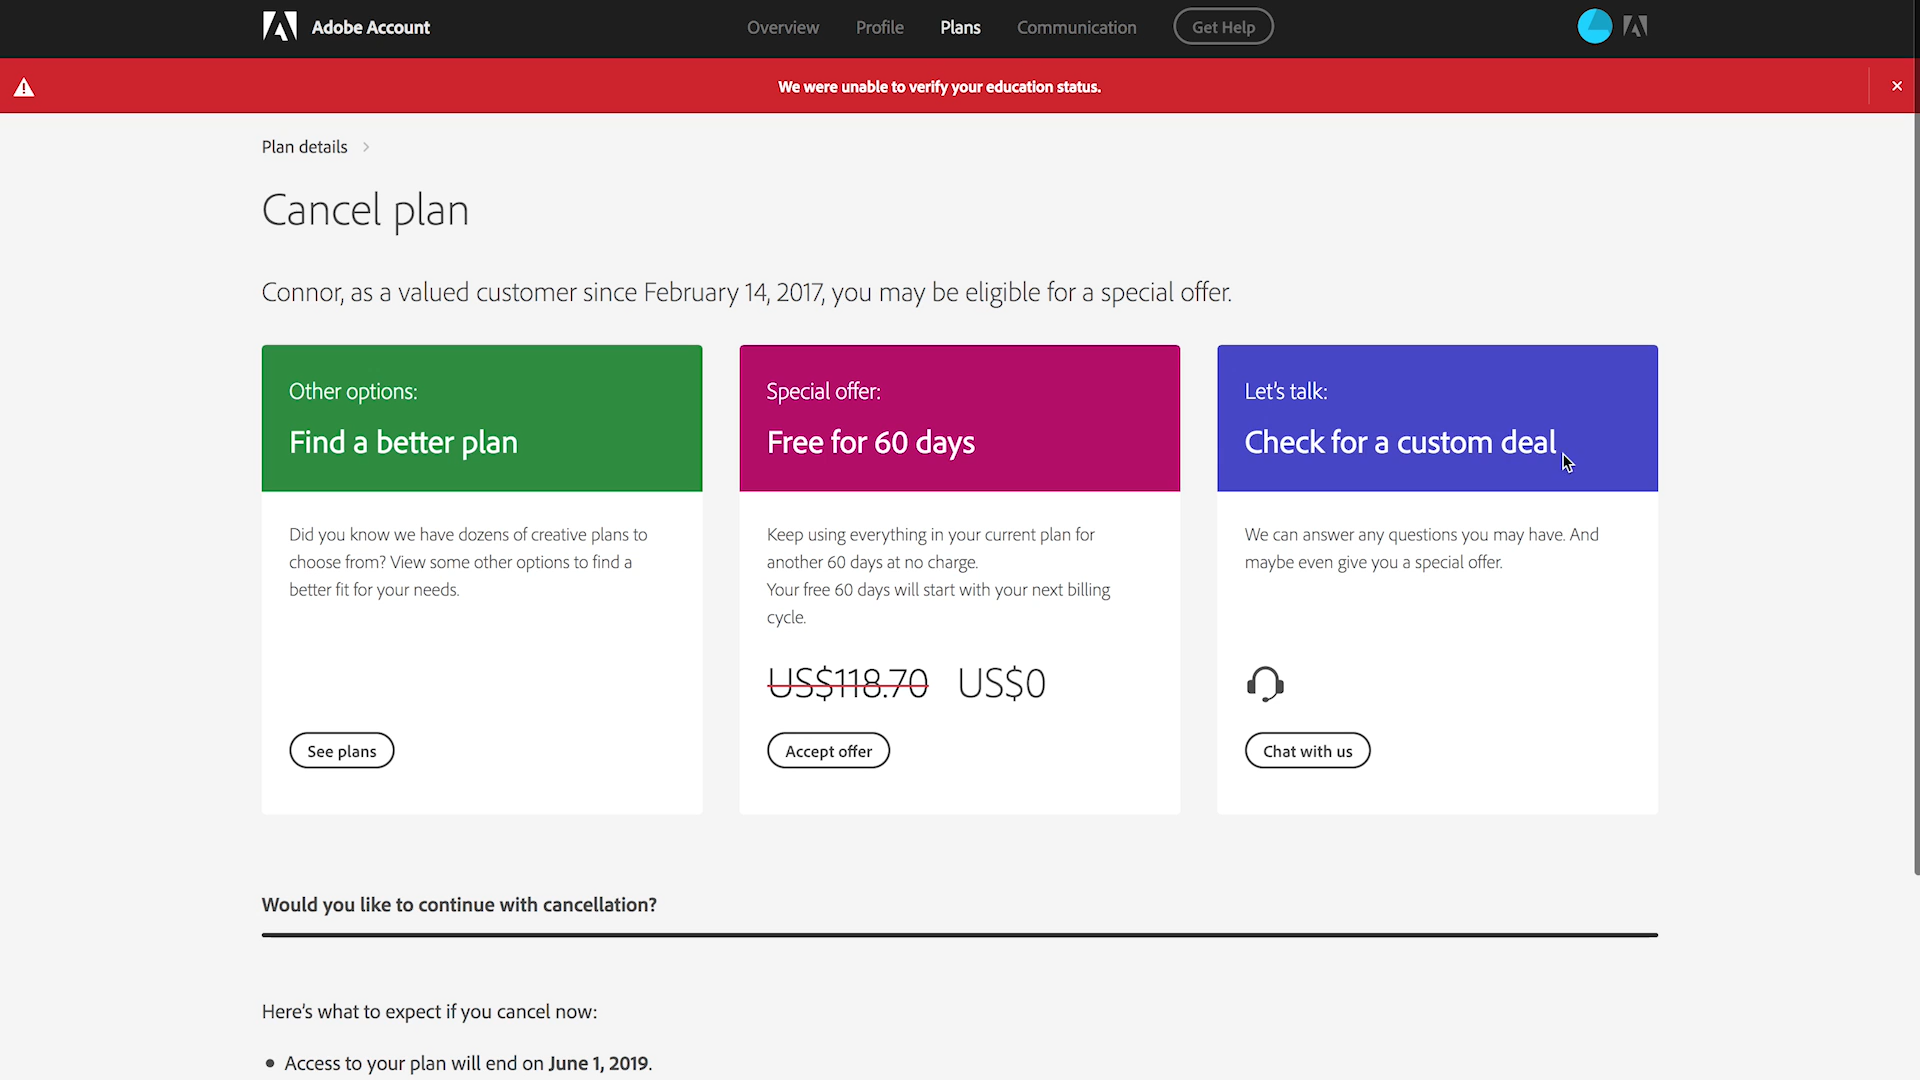 Adobe Account
Overview
Profile
Plans
Communication
Get Help
We were unable to verify your education status.
Plan details
Cancel plan
Connor, as a valued customer since February 14, 2017, you may be eligible for a special offer.
Other options:
Find a better plan
Did you know we have dozens of creative plans to
choose from? View some other options to find a
better fit for your needs.
See plans
Special offer:
Free for 60 days
Keep using everything in your current plan for
another 60 days at no charge.
Your free 60 days will start with your next billing
cycle.
US$118.70 US$0
Accept offer
Let's talk:
Check for a custom deal
We can answer any questions you may have. And
maybe even give you a special offer.
Chat with us
Would you like to continue with cancellation?
Here's what to expect if you cancel now:
• Access to your plan will end on June 1, 2019.